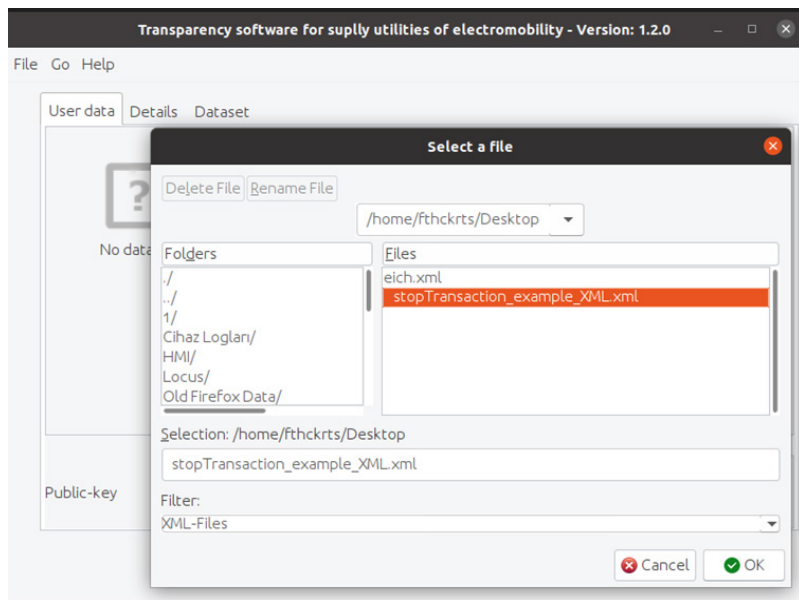 Transparency software for suplly utilities of electromobility - Version: 1.2.0
File Go Help
User data Details Dataset
Select a file
Delete File Rename File
/home/fthckrts/Desktop
No data
Folders Files
./
../
1/
Cihaz Logları/
HMI/
Locus/
Old Firefox Data/
eich.xml
stopTransaction_example_XML.xml
Selection: /home/fthckrts/Desktop
stopTransaction_example_XML.xml
Public-key
Filter:
XML-Files
Cancel OK